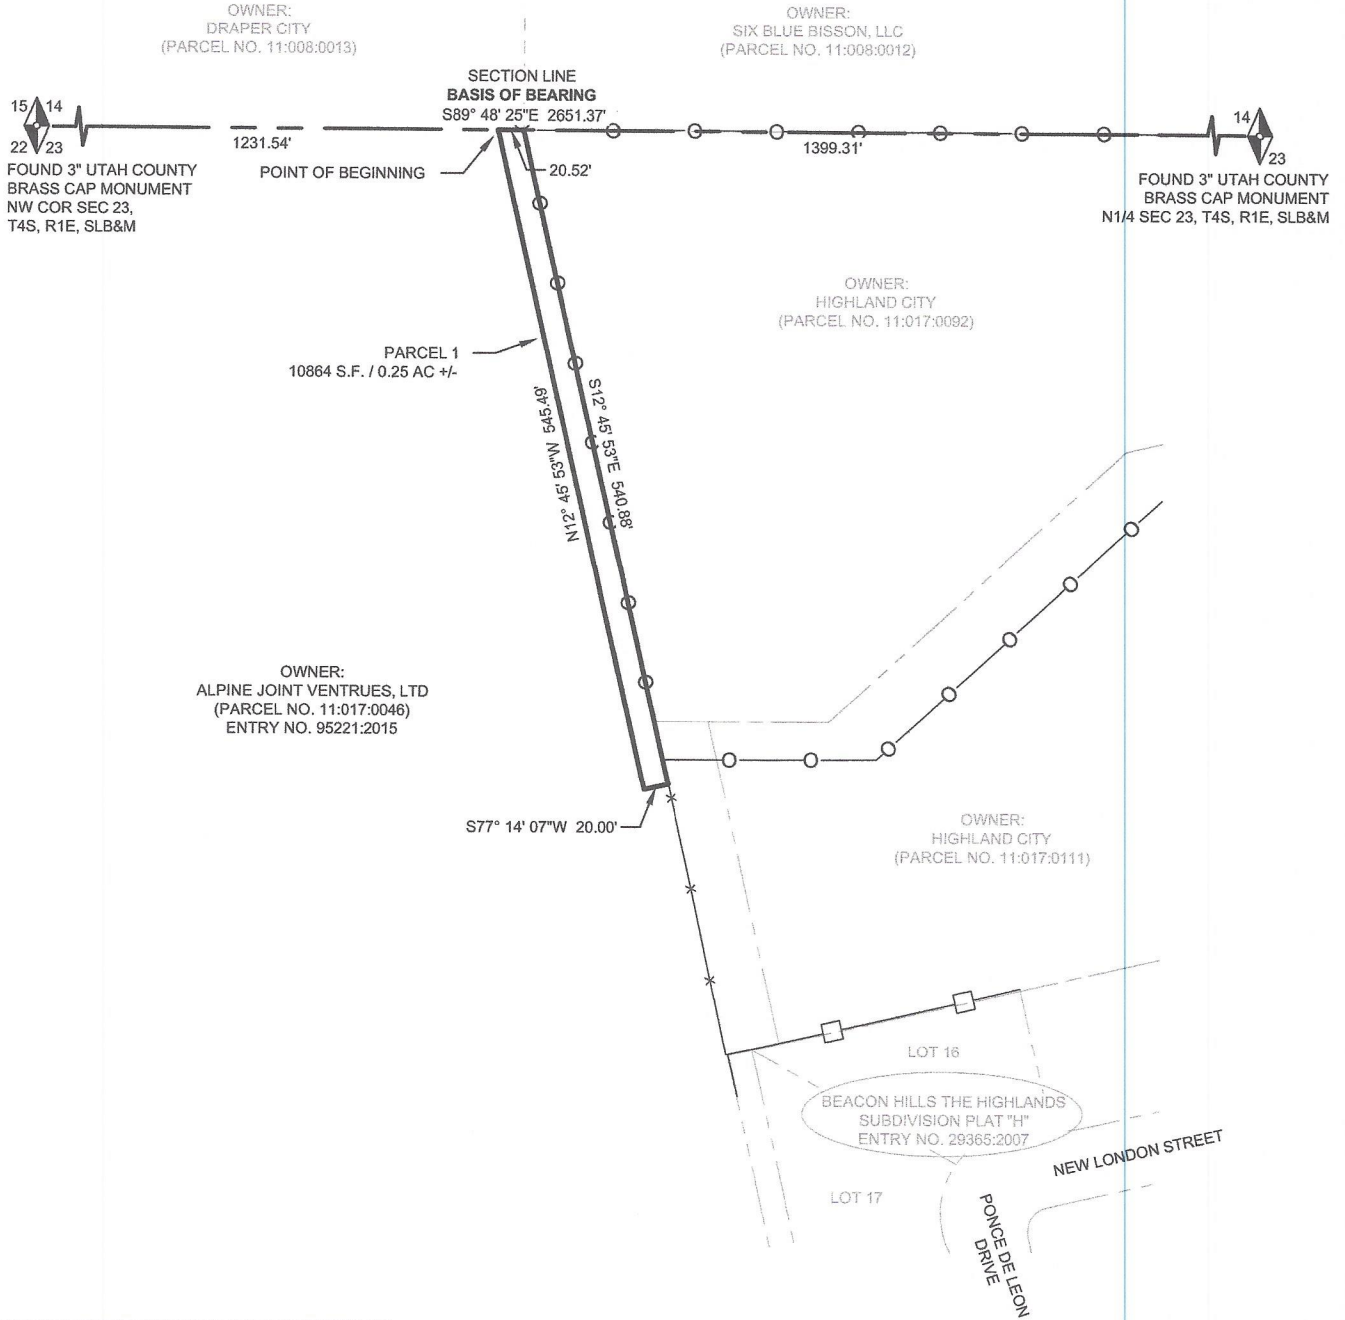 OWNER:
DRAPER CITY
(PARCEL NO. 11:008:0013)
OWNER:
SIX BLUE BISSON, LLC
(PARCEL NO. 11:008:0012)
SECTION LINE
BASIS OF BEARING
S89° 48' 25"E 2651.37'
15 14
22 23
1231.54'
1399.31'
14
23
FOUND 3" UTAH COUNTY
BRASS CAP MONUMENT
NW COR SEC 23,
T4S, R1E, SLB&M
POINT OF BEGINNING
20.52'
FOUND 3" UTAH COUNTY
BRASS CAP MONUMENT
N1/4 SEC 23, T4S, R1E, SLB&M
OWNER:
HIGHLAND CITY
(PARCEL NO. 11:017:0092)
PARCEL 1
10864 S.F. / 0.25 AC +/-
N12° 45' 53"W 545.49'
S12° 45' 53"E 540.88'
OWNER:
ALPINE JOINT VENTRUES, LTD
(PARCEL NO. 11:017:0046)
ENTRY NO. 95221:2015
S77° 14' 07"W 20.00'
OWNER:
HIGHLAND CITY
(PARCEL NO. 11:017:0111)
LOT 16
BEACON HILLS THE HIGHLANDS
SUBDIVISION PLAT "H"
ENTRY NO. 29365:2007
NEW LONDON STREET
LOT 17
PONCE DE LEON
DRIVE